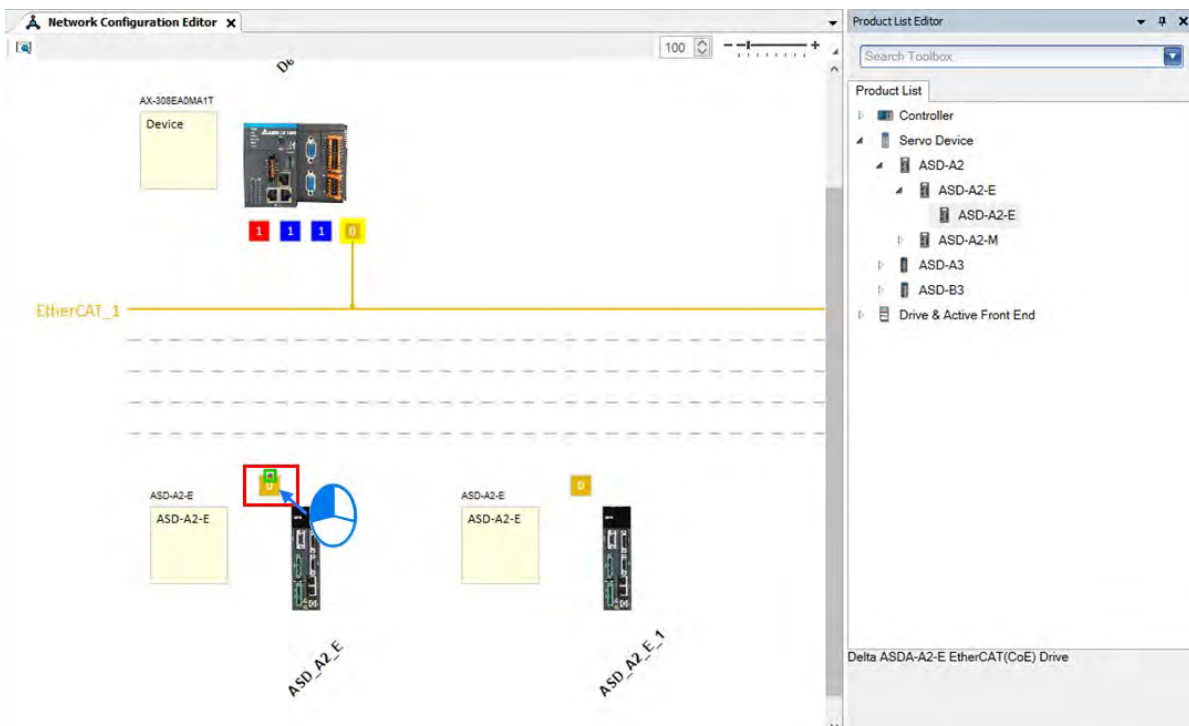 Network Configuration Editor
100
De
AX-308EA0MA1T
Device
1
1
1
0
EtherCAT_1
ASD-A2-E
ASD-A2-E
0
ASD_A2_E
ASD-A2-E
ASD-A2-E
0
ASD_A2_E_1
Product List Editor
Search Toolbox
Product List
Controller
Servo Device
ASD-A2
ASD-A2-E
ASD-A2-E
ASD-A2-M
ASD-A3
ASD-B3
Drive & Active Front End
Delta ASDA-A2-E EtherCAT(CoE) Drive